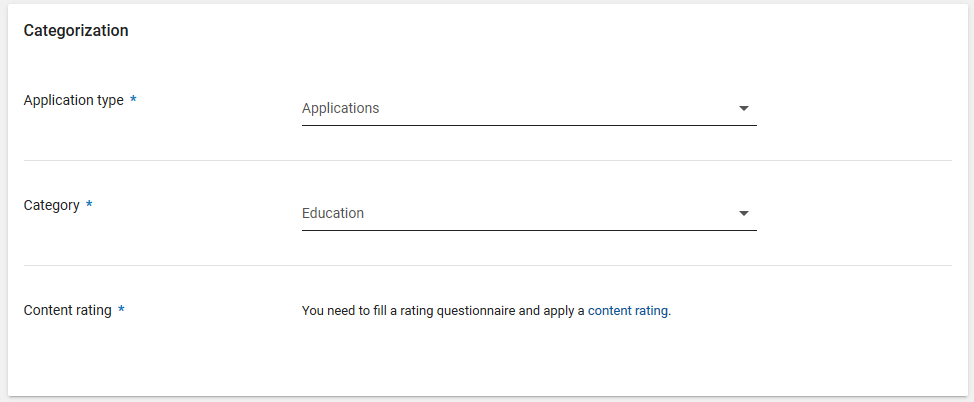 Categorization
Application type *
Applications
Category *
Education
Content rating *
You need to fill a rating questionnaire and apply a content rating.